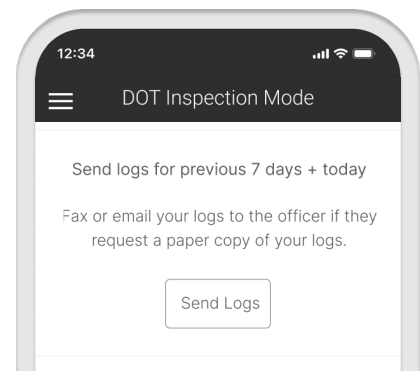 12:34
DOT Inspection Mode
Send logs for previous 7 days + today
Fax or email your logs to the officer if they
request a paper copy of your logs.
Send Logs